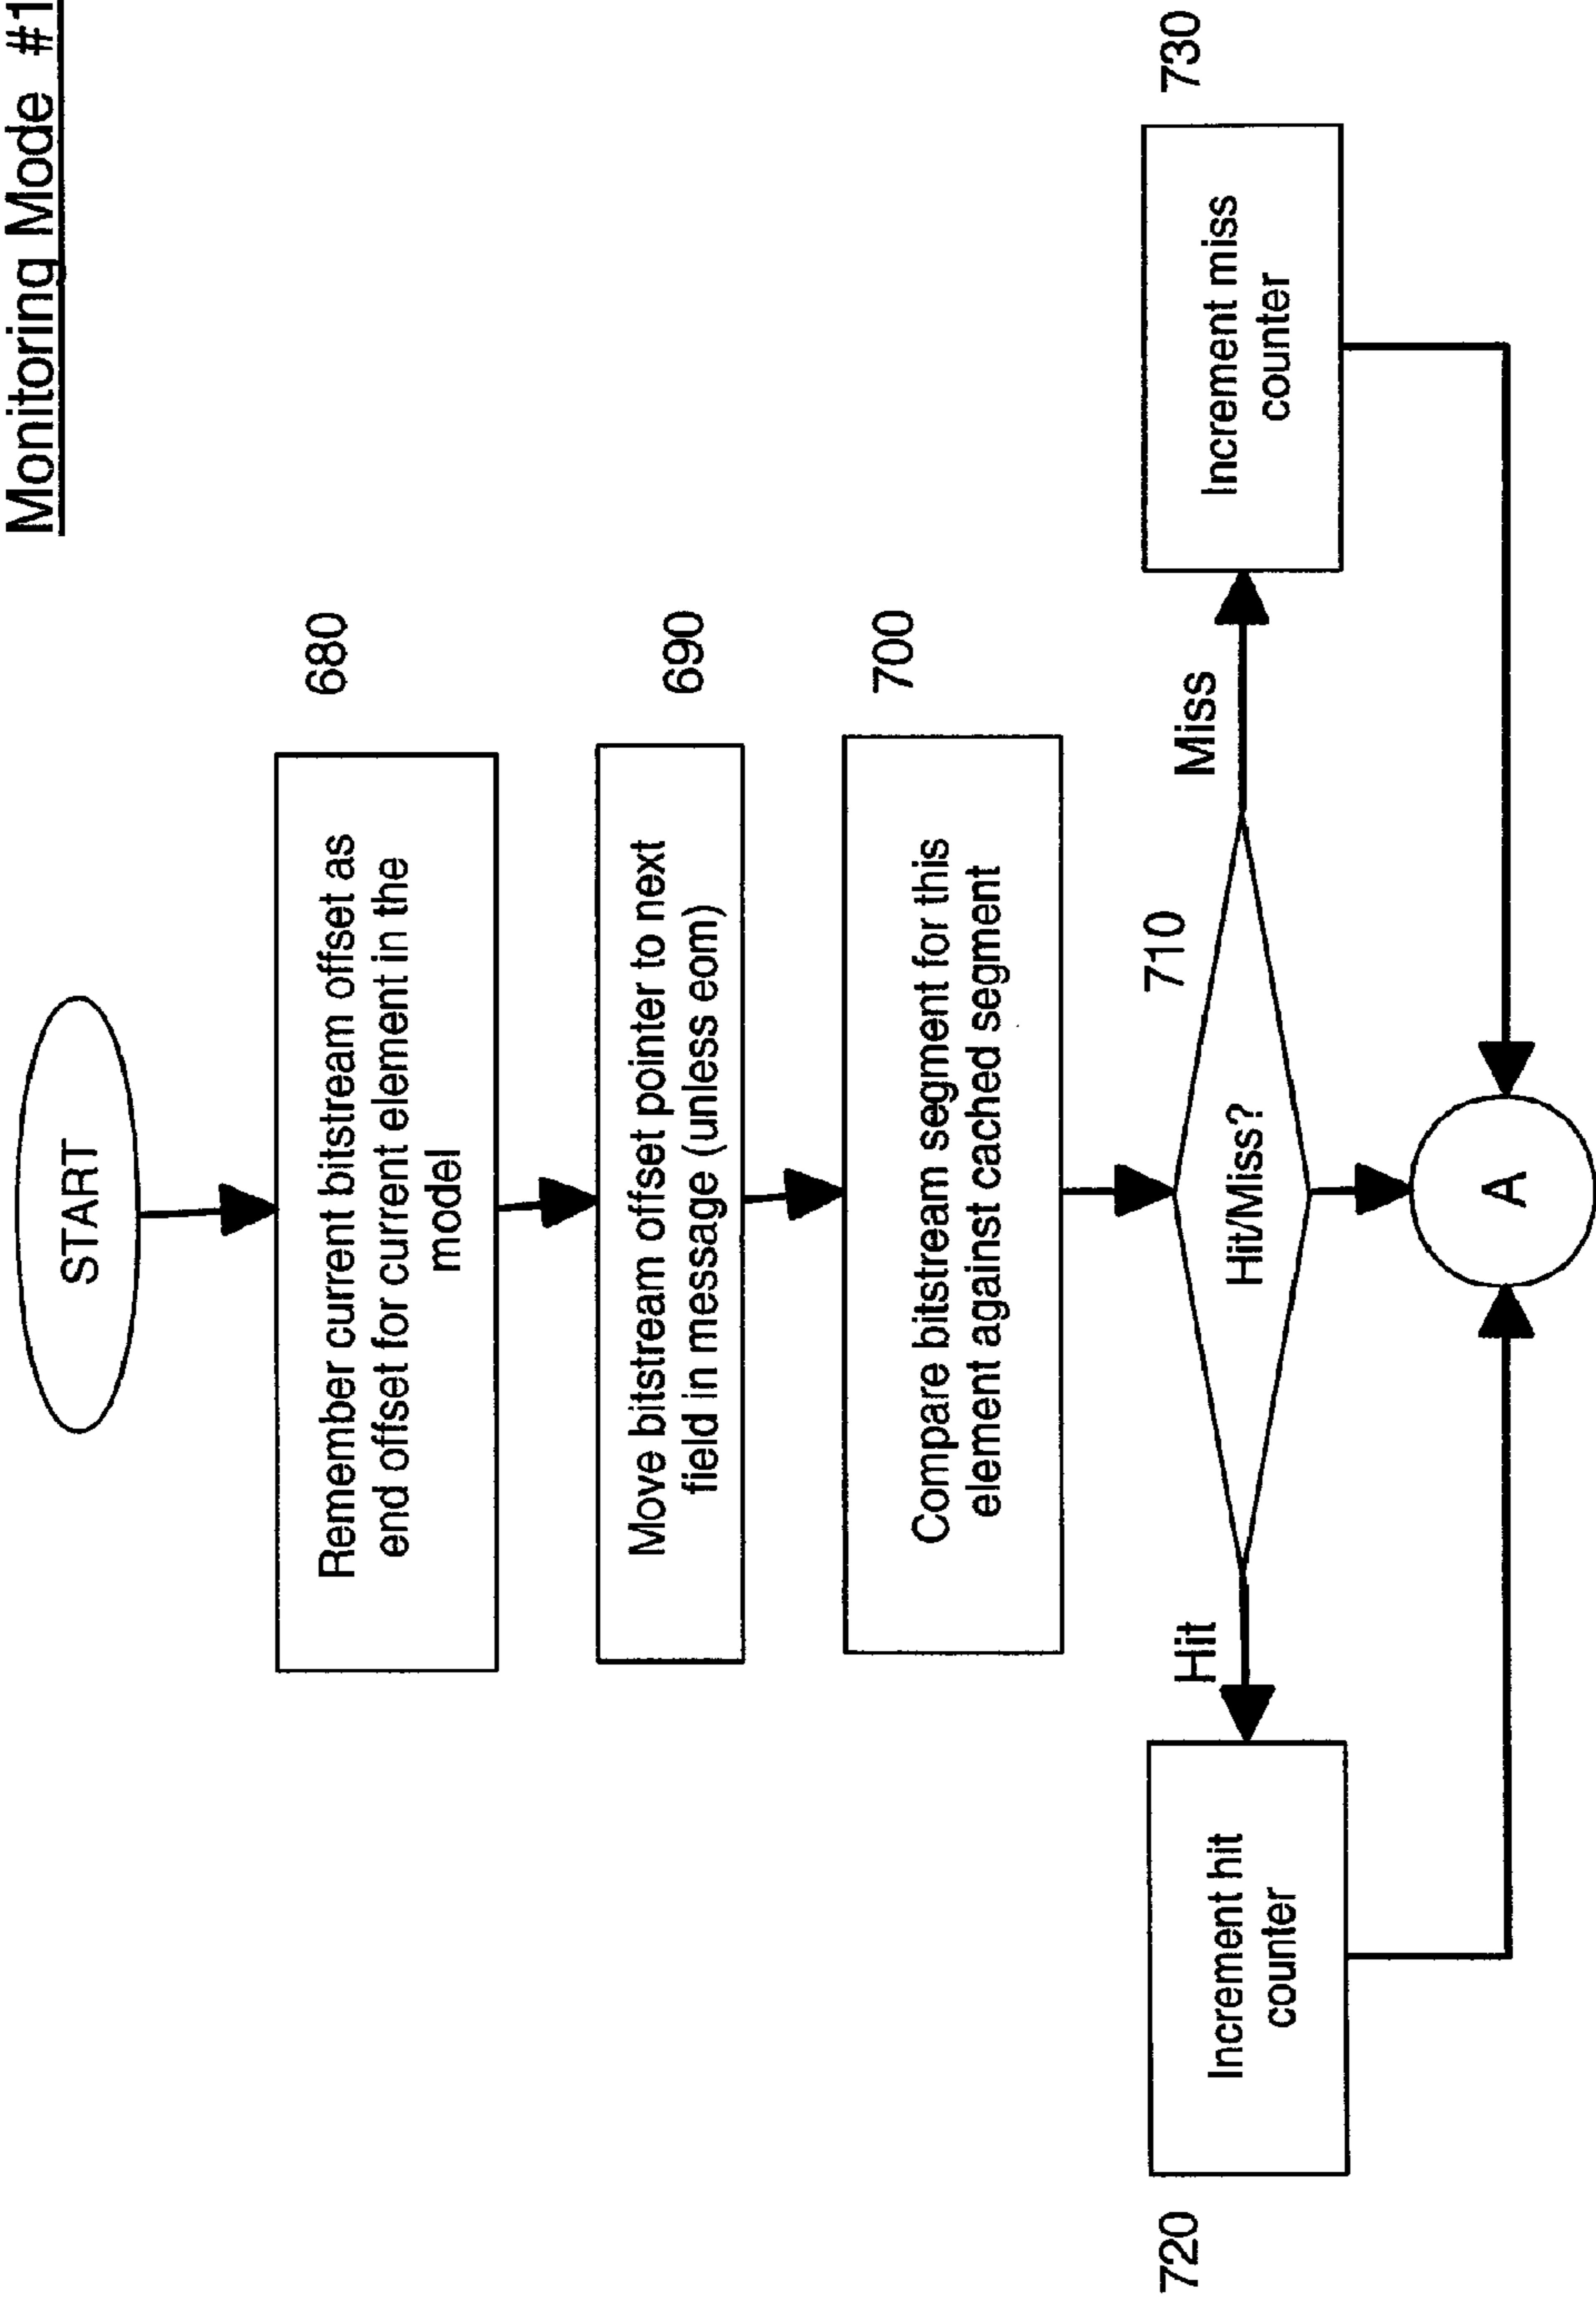 Monitoring Mode #1
START
Remember current bitstream offset as
end offset for current element in the
model
680
Move bitstream offset pointer to next
field in message (unless eom)
690
Compare bitstream segment for this
element against cached segment
700
Hit/Miss?
710
Hit
Miss
720
Increment hit
counter
Increment miss
counter
730
A